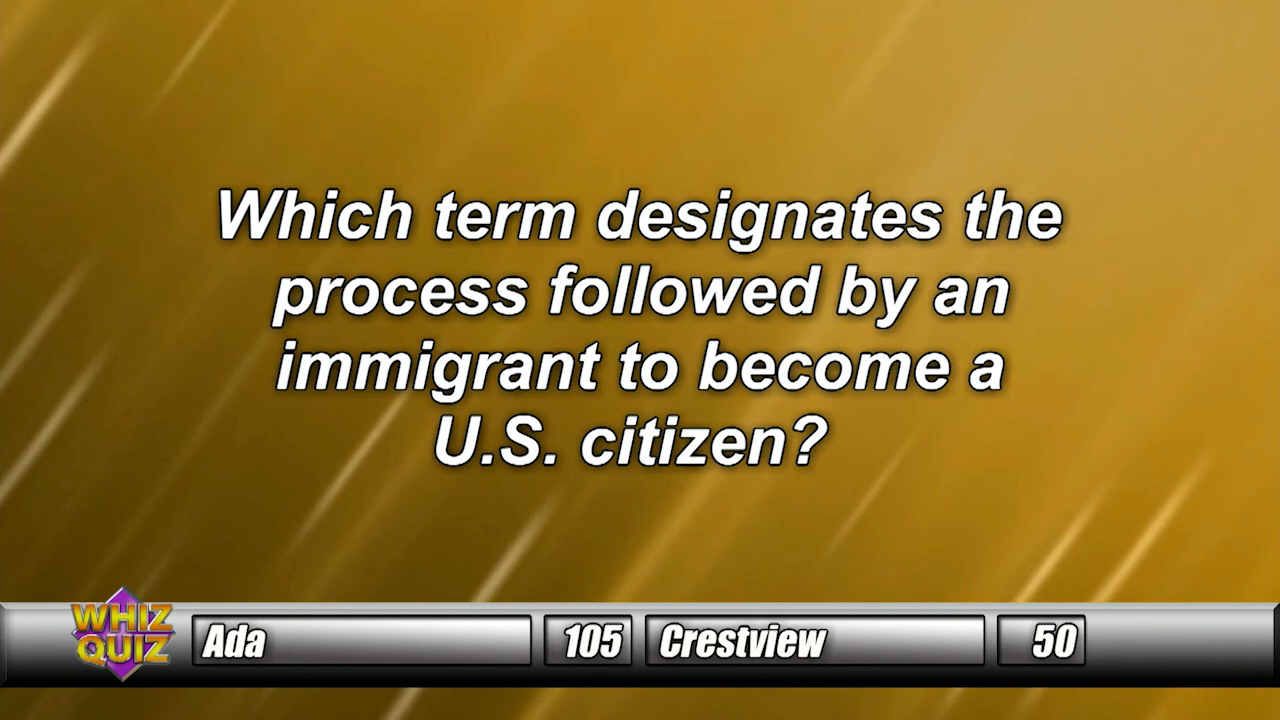 Which term designates the
process followed by an
immigrant to become a
U.S. citizen?
WHIZ
QUIZ
Ada 105 Crestview 50